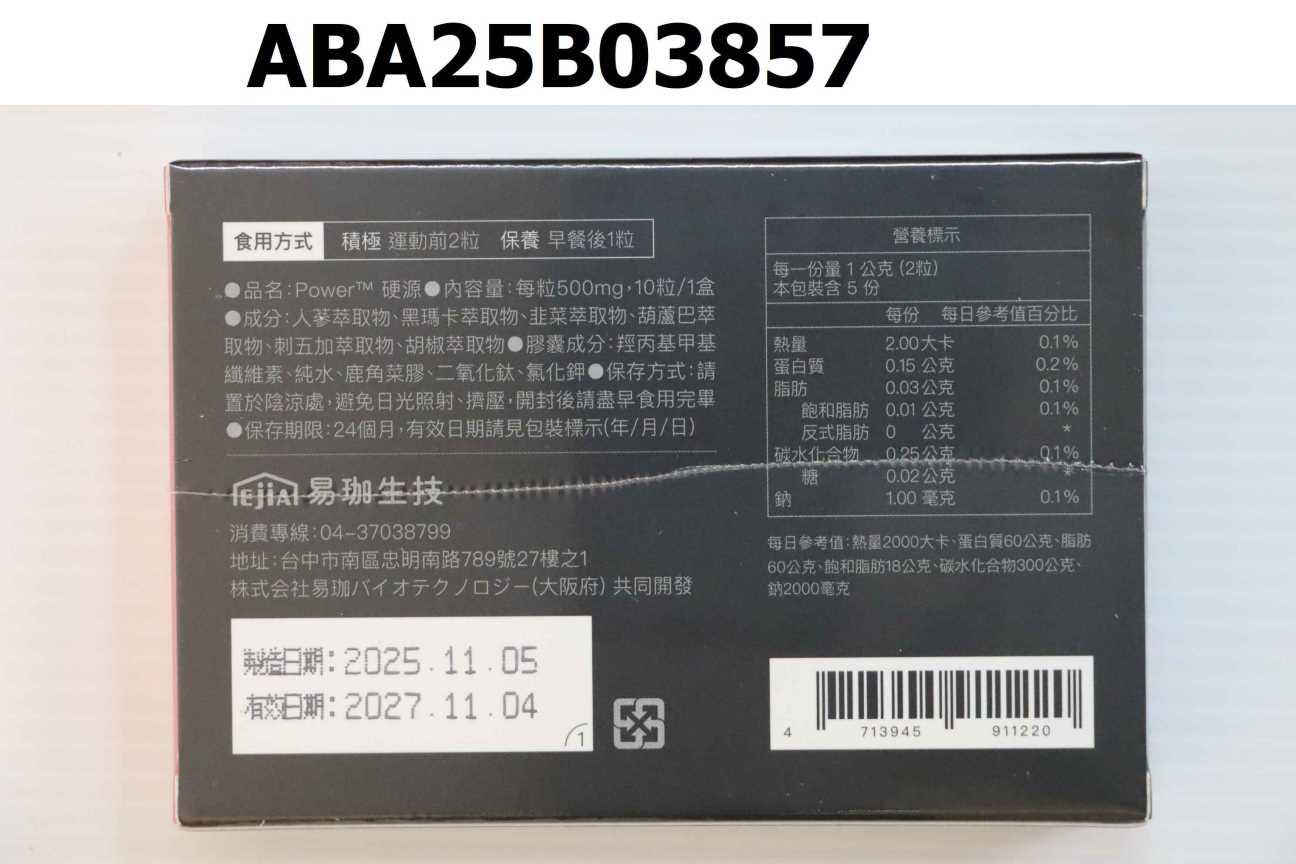 ABA25B03857
食用方式 積極 運動前2粒 保養 早餐後1粒
●品名:Power™ 硬源●內容量:每粒500mg,10粒/1盒
●成分:人蔘萃取物、黑瑪卡萃取物、韭菜萃取物、葫蘆巴萃
取物、刺五加萃取物、胡椒萃取物●膠囊成分:羥丙基甲基
纖維素、純水、鹿角菜膠、二氧化鈦、氯化鉀●保存方式:請
置於陰涼處,避免日光照射、擠壓,開封後請盡早食用完畢
●保存期限:24個月,有效日期請見包裝標示(年/月/日)
EjiA 易珈生技
消費專線:04-37038799
地址:台中市南區忠明南路789號27樓之1
株式会社易珈バイオテクノロジー(大阪府) 共同開發
製造日期:2025.11.05
有效日期:2027.11.04
1
營養標示
每一份量 1 公克 (2粒)
本包裝含 5 份
每份 每日參考值百分比
熱量 2.00大卡 0.1%
蛋白質 0.15 公克 0.2%
脂肪 0.03公克 0.1%
飽和脂肪 0.01 公克 0.1%
反式脂肪 0 公克 *
碳水化合物 0.25公克 0.1%
糖 0.02公克 *
鈉 1.00 毫克 0.1%
每日參考值:熱量2000大卡、蛋白質60公克、脂肪
60公克、飽和脂肪18公克、碳水化合物300公克、
鈉2000毫克
4 713945 911220